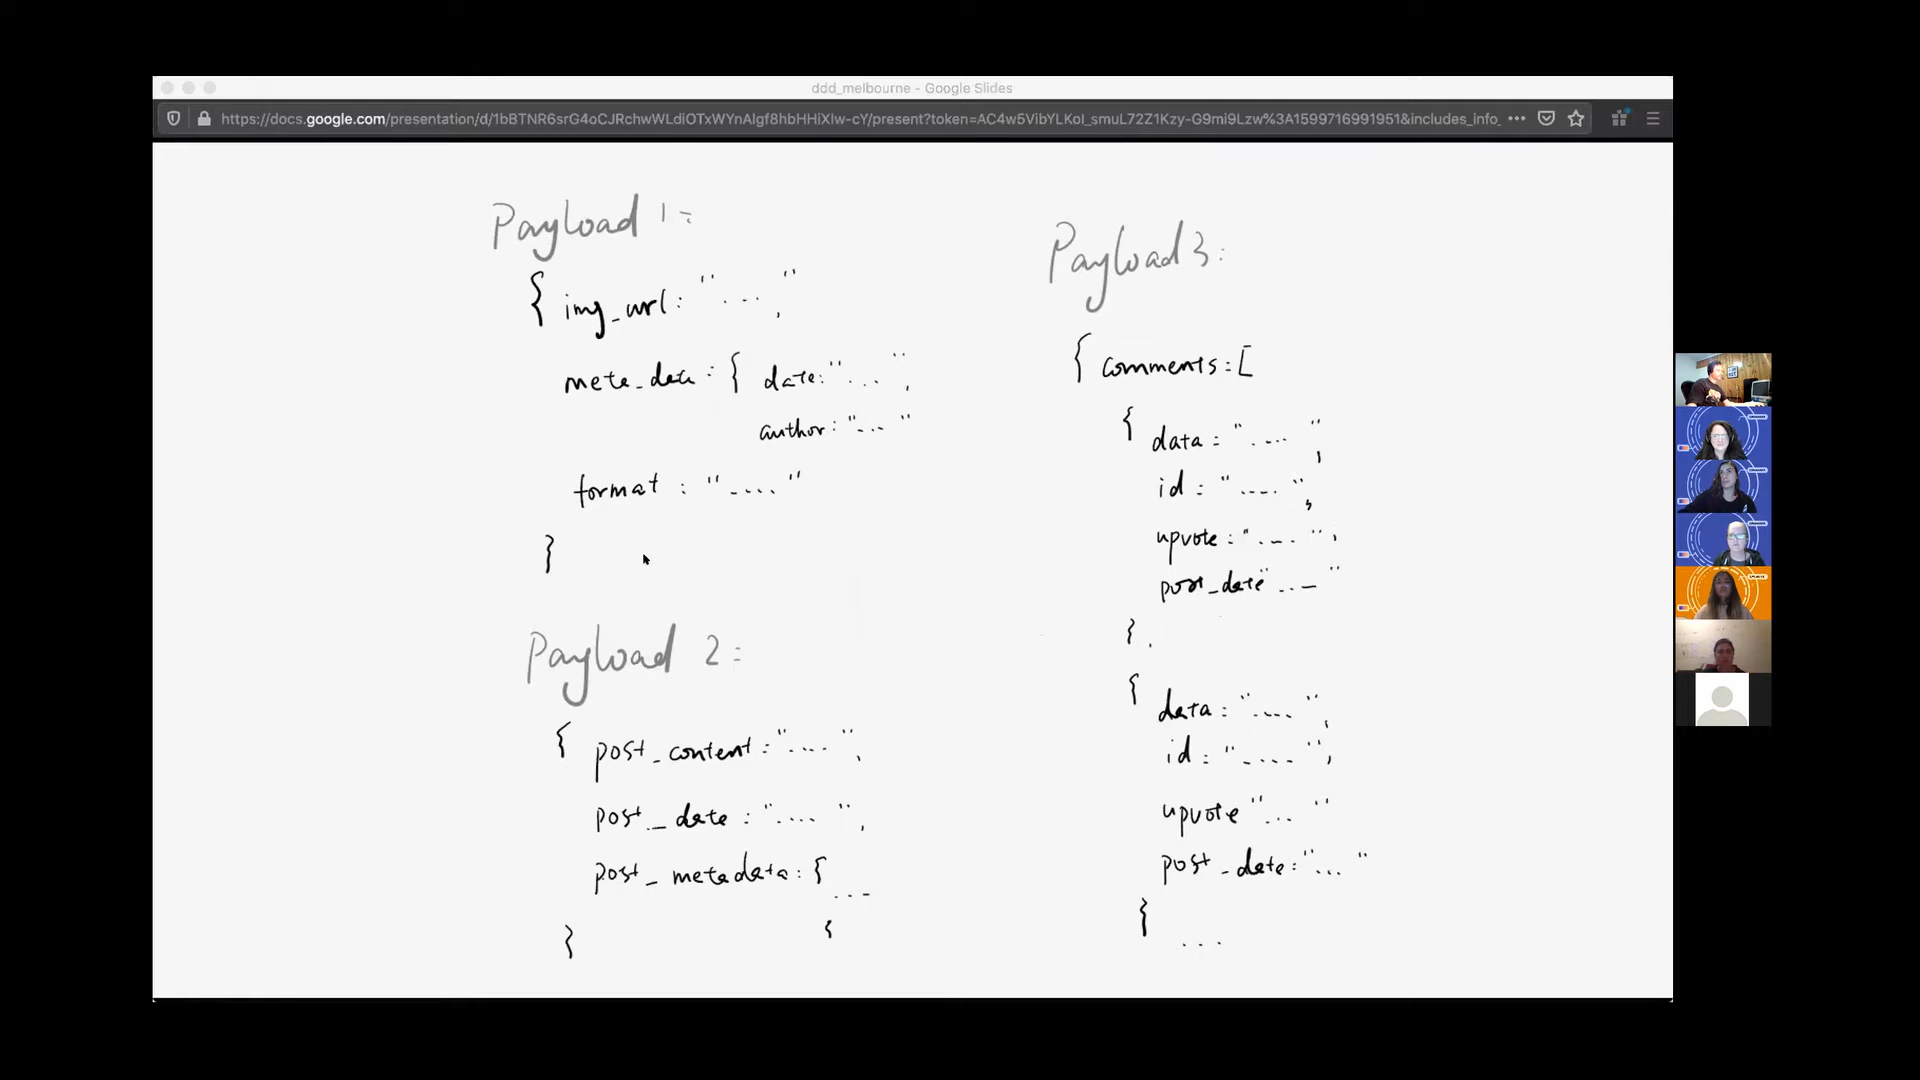 ddd_melbourne - Google Slides
https://docs.google.com/presentation/d/1bBTNR6srG4oCJRchwWLdiOTxWYnAlgf8hbHHiXlw-cY/present?token=AC4w5VibYLKol_smuL72Z1Kzy-G9mi9Lzw%3A1599716991951&includes_info_
Payload 1:
{ img_url: "....",
meta_data: { date: "...",
author: "...."
format : "....."
}
Payload 2:
{ post_content: ".....",
post_date : ".....",
post_metadata: {
...
{
}
Payload 3:
{ comments: [
{
data: "....",
id : ".....",
upvote : ".....",
post_date" ...."
},
{
data: ".....",
id : ".....",
upvote "...."
post_date: "...."
{
...